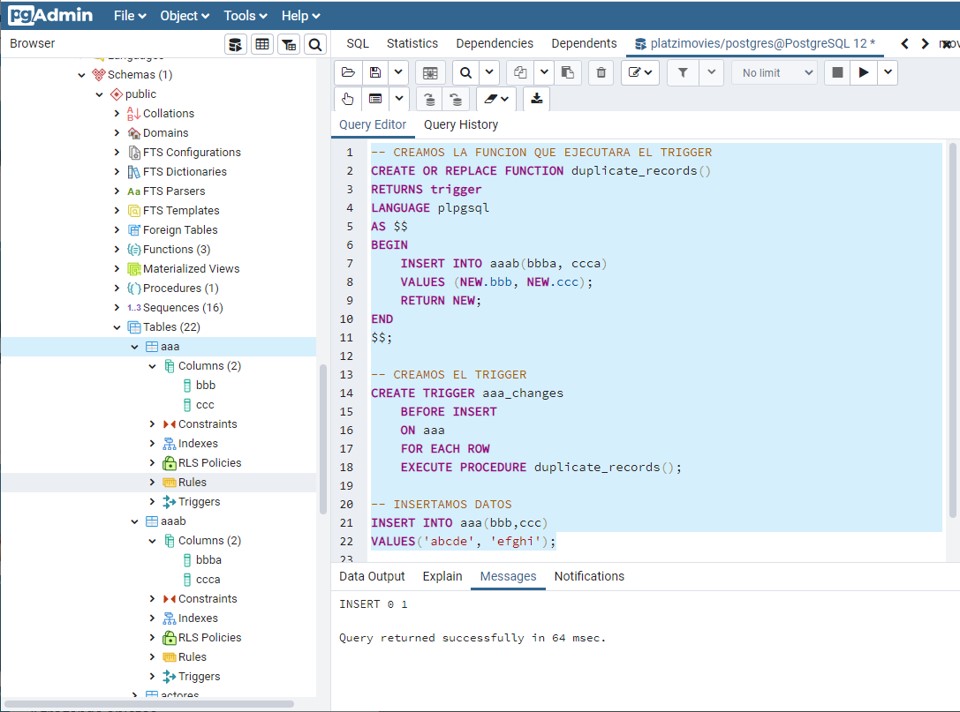 pgAdmin File Object Tools Help
Browser
SQL Statistics Dependencies Dependents platzimovies/postgres@PostgreSQL 12 *
Schemas (1)
public
Collations
Domains
FTS Configurations
FTS Dictionaries
Aa FTS Parsers
FTS Templates
Foreign Tables
Functions (3)
Materialized Views
Procedures (1)
1..3 Sequences (16)
Tables (22)
aaa
Columns (2)
bbb
ccc
Constraints
Indexes
RLS Policies
Rules
Triggers
aaab
Columns (2)
bbba
ccca
Constraints
Indexes
RLS Policies
Rules
Triggers
actores
No limit
Query Editor Query History
1 -- CREAMOS LA FUNCION QUE EJECUTARA EL TRIGGER
2 CREATE OR REPLACE FUNCTION duplicate_records()
3 RETURNS trigger
4 LANGUAGE plpgsql
5 AS $$
6 BEGIN
7 INSERT INTO aaab(bbba, ccca)
8 VALUES (NEW.bbb, NEW.ccc);
9 RETURN NEW;
10 END
11 $$;
12
13 -- CREAMOS EL TRIGGER
14 CREATE TRIGGER aaa_changes
15 BEFORE INSERT
16 ON aaa
17 FOR EACH ROW
18 EXECUTE PROCEDURE duplicate_records();
19
20 -- INSERTAMOS DATOS
21 INSERT INTO aaa(bbb,ccc)
22 VALUES('abcde', 'efghi');
23
Data Output Explain Messages Notifications
INSERT 0 1
Query returned successfully in 64 msec.